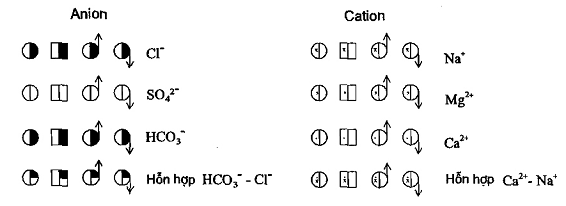 Anion
Cl⁻
SO₄²⁻
HCO₃⁻
Hỗn hợp HCO₃⁻ - Cl⁻
Cation
Na⁺
Mg²⁺
Ca²⁺
Hỗn hợp Ca²⁺- Na⁺